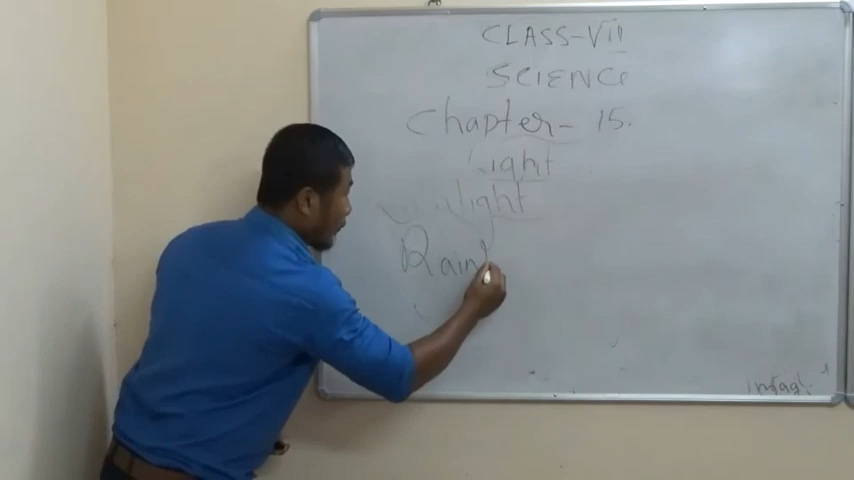 CLASS-VII
SCIENCE
Chapter - 15.
Light
light
Rain